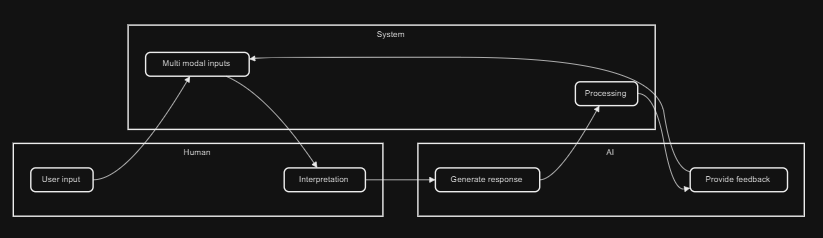 System
Multi modal inputs
Processing
Human
AI
User input
Interpretation
Generate response
Provide feedback